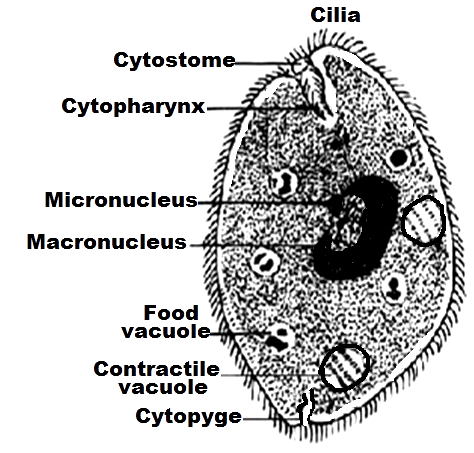 Cilia
Cytostome
Cytopharynx
Micronucleus
Macronucleus
Food
vacuole
Contractile
vacuole
Cytopyge